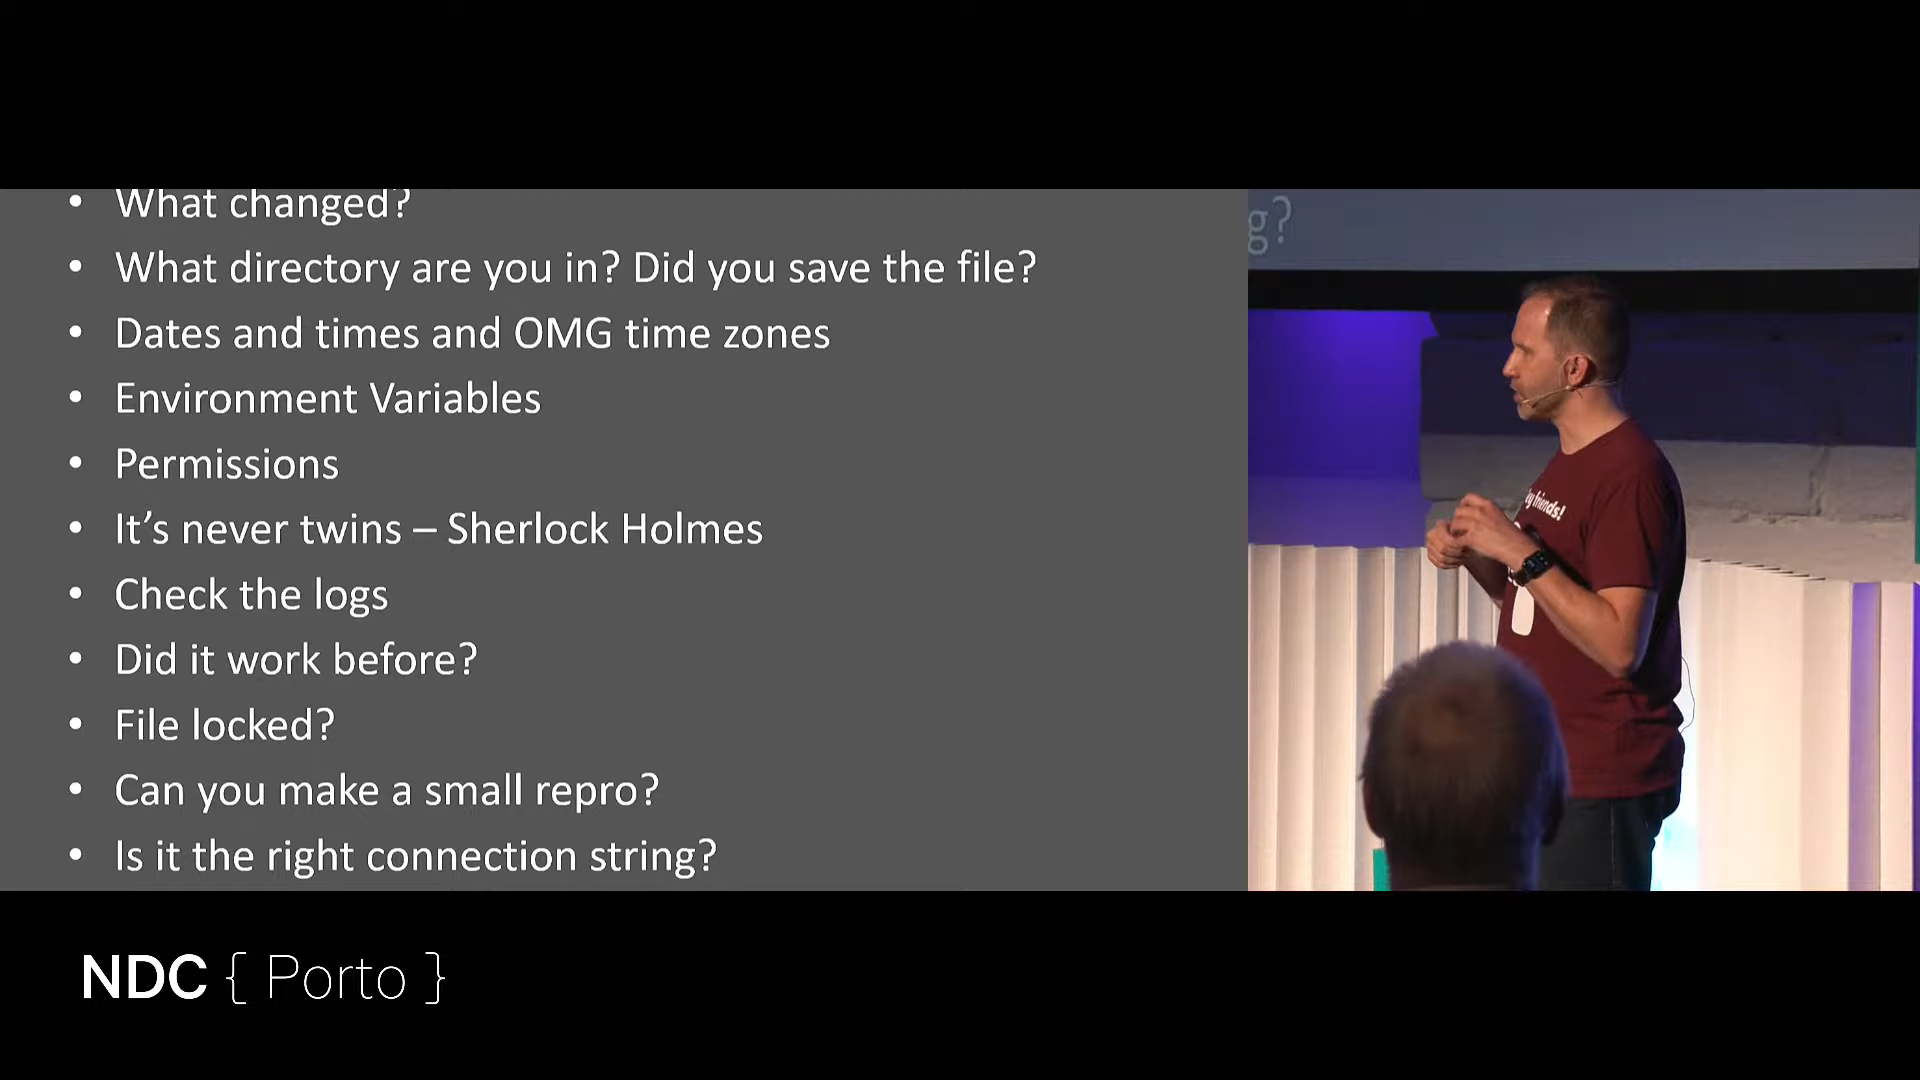 • What changed?
• What directory are you in? Did you save the file?
• Dates and times and OMG time zones
• Environment Variables
• Permissions
• It’s never twins – Sherlock Holmes
• Check the logs
• Did it work before?
• File locked?
• Can you make a small repro?
• Is it the right connection string?
g?
y friends!
NDC { Porto }